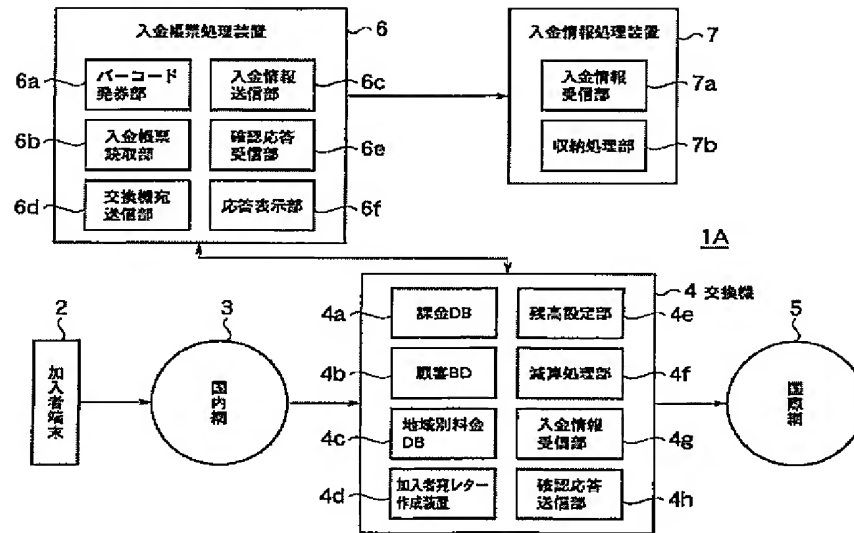 入金帳票処理装置
6
6a
バーコード
発券部
入金情報
送信部
6c
6b
入金帳票
読取部
確認応答
受信部
6e
6d
交換機宛
送信部
応答表示部
6f
入金情報処理装置
7
入金情報
受信部
7a
収納処理部
7b
1A
2
加入者端末
3
国内網
4 交換機
4a
課金DB
残高設定部
4e
4b
顧客BD
減算処理部
4f
4c
地域別料金
DB
入金情報
受信部
4g
4d
加入者宛レター
作成装置
確認応答
送信部
4h
5
国際網